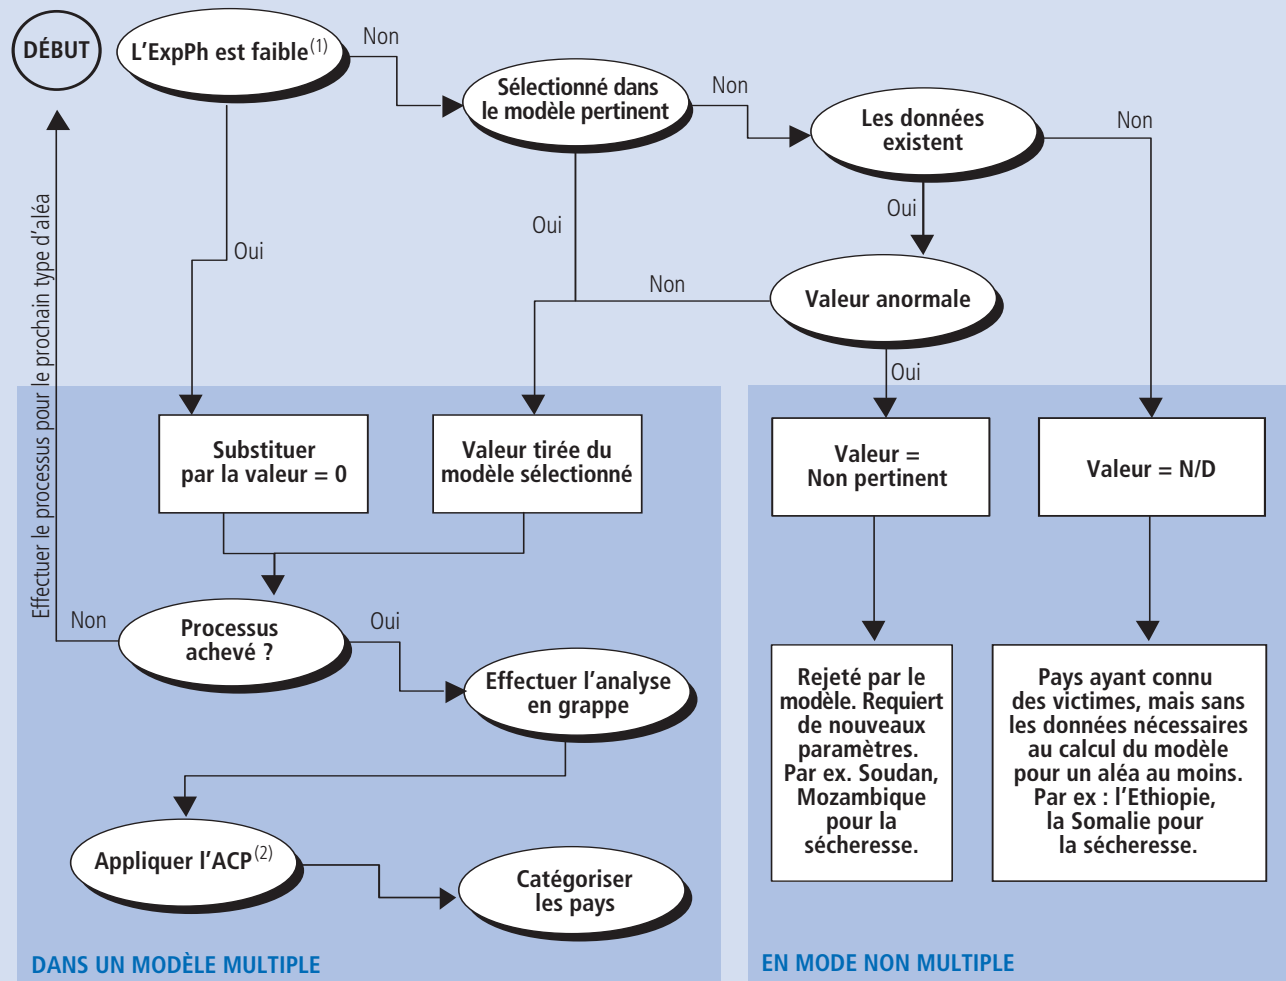 DÉBUT
L'ExpPh est faible(1)
Non
Sélectionné dans
le modèle pertinent
Non
Les données
existent
Non
Oui
Oui
Oui
Valeur anormale
Non
Oui
Effectuer le processus pour le prochain type d'aléa
Substituer
par la valeur = 0
Valeur tirée du
modèle sélectionné
Valeur =
Non pertinent
Valeur = N/D
Non
Processus
achevé ?
Oui
Effectuer l'analyse
en grappe
Appliquer l'ACP(2)
Catégoriser
les pays
Rejeté par le
modèle. Requiert
de nouveaux
paramètres.
Par ex. Soudan,
Mozambique
pour la
sécheresse.
Pays ayant connu
des victimes, mais sans
les données nécessaires
au calcul du modèle
pour un aléa au moins.
Par ex : l'Ethiopie,
la Somalie pour
la sécheresse.
DANS UN MODÈLE MULTIPLE
EN MODE NON MULTIPLE